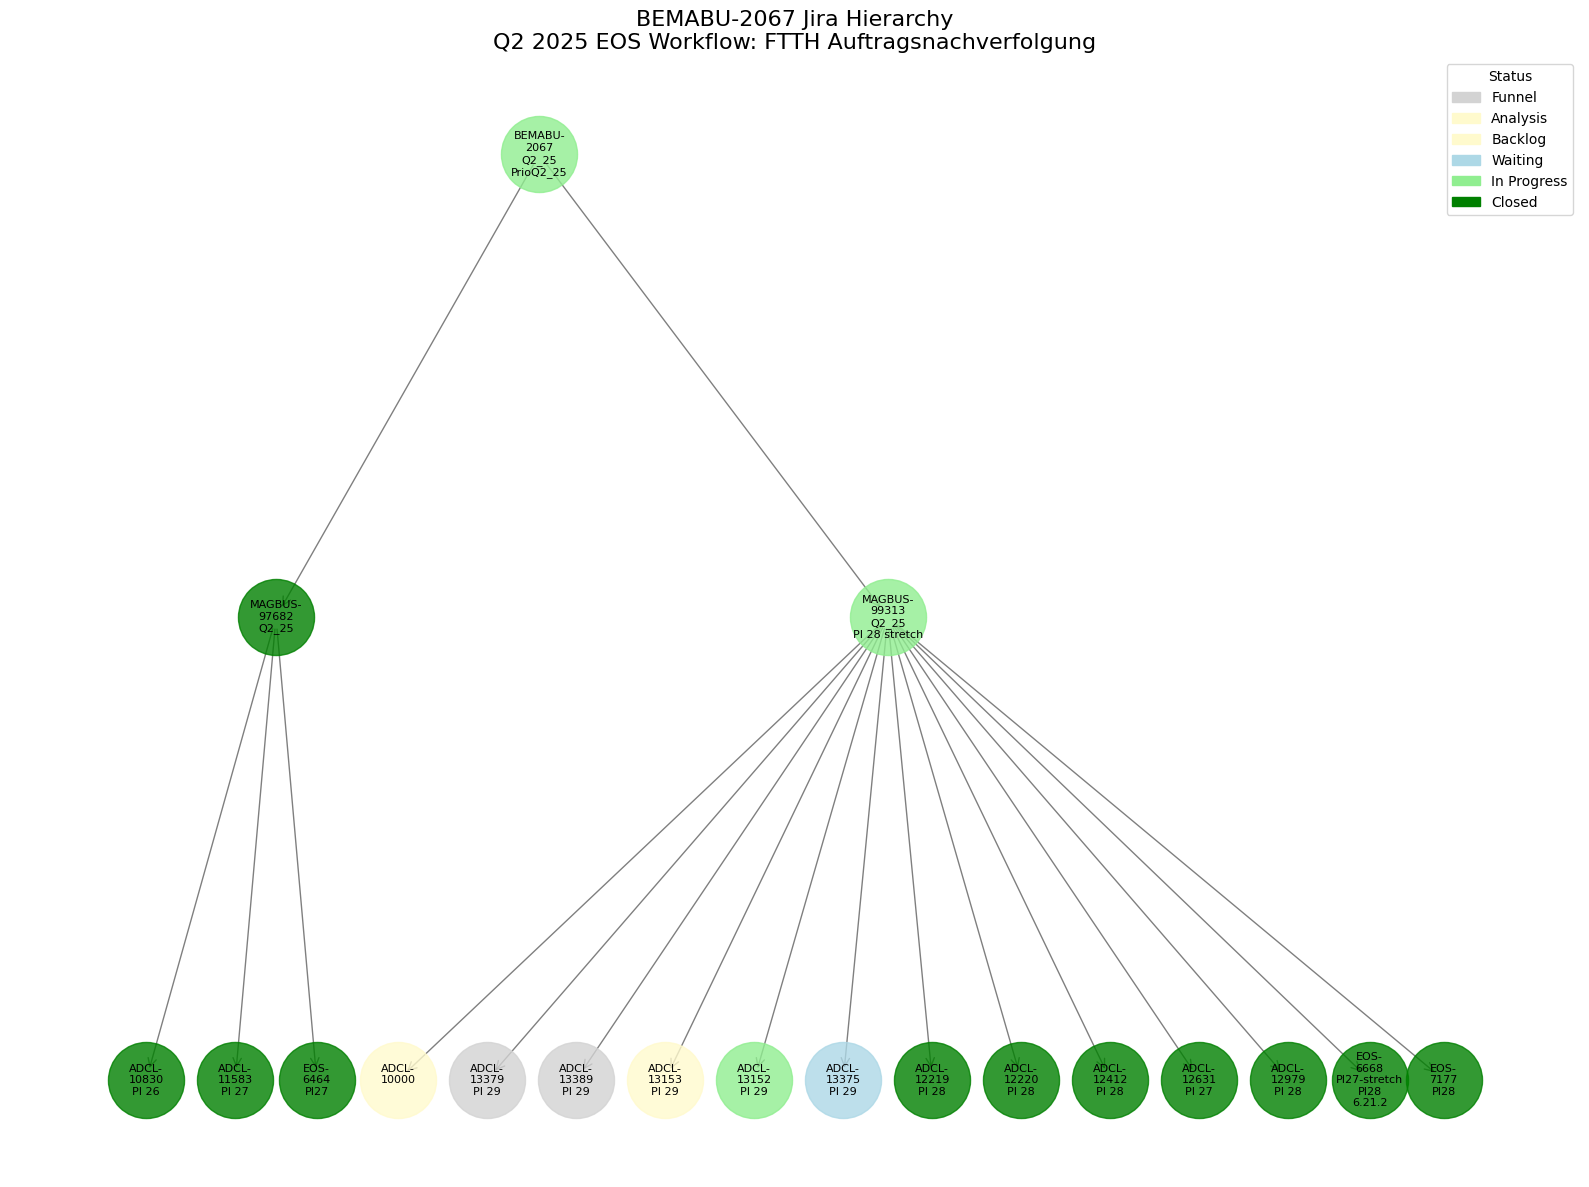 BEMABU-2067 Jira Hierarchy
Q2 2025 EOS Workflow: FTTH Auftragsnachverfolgung
Status
Funnel
Analysis
Backlog
Waiting
In Progress
Closed
BEMABU-
2067
Q2_25
PrioQ2_25
MAGBUS-
97682
Q2_25
MAGBUS-
99313
Q2_25
PI 28 stretch
ADCL-
10830
PI 26
ADCL-
11583
PI 27
EOS-
6464
PI27
ADCL-
10000
ADCL-
13379
PI 29
ADCL-
13389
PI 29
ADCL-
13153
PI 29
ADCL-
13152
PI 29
ADCL-
13375
PI 29
ADCL-
12219
PI 28
ADCL-
12220
PI 28
ADCL-
12412
PI 28
ADCL-
12631
PI 27
ADCL-
12979
PI 28
EOS-
6668
PI27-stretch
PI28
6.21.2
EOS-
7177
PI28